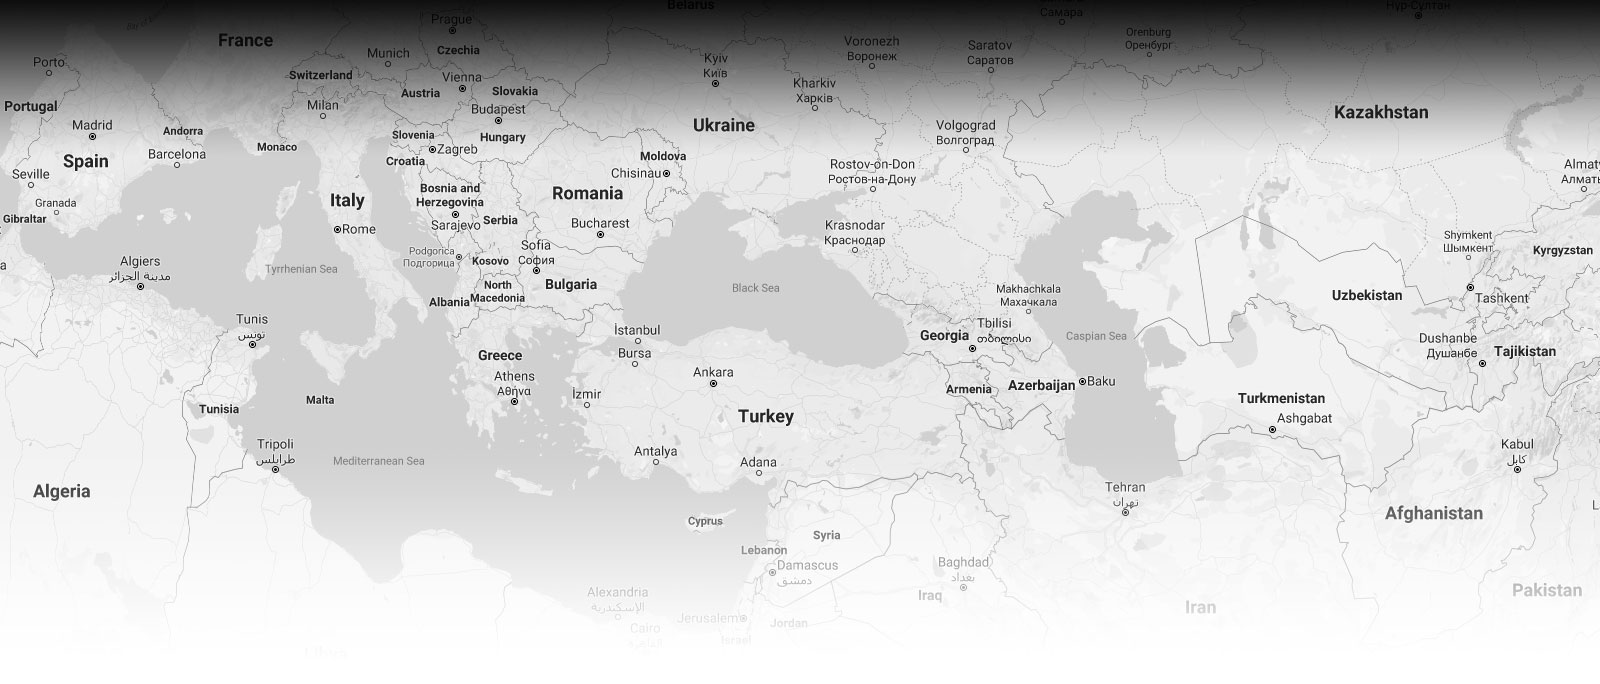 Belarus
Prague
Самара
Нур-Султан
France
Czechia
Munich
Voronezh
Воронеж
Saratov
Саратов
Orenburg
Оренбург
Porto
Switzerland
Vienna
Kyiv
Київ
Kharkiv
Харків
Portugal
Milan
Austria
Slovakia
Budapest
Kazakhstan
Madrid
Andorra
Monaco
Slovenia
Zagreb
Hungary
Ukraine
Volgograd
Волгоград
Spain
Barcelona
Croatia
Moldova
Chisinau
Rostov-on-Don
Ростов-на-Дону
Almaty
Алматы
Seville
Granada
Gibraltar
Italy
Rome
Bosnia and
Herzegovina
Sarajevo
Serbia
Romania
Bucharest
Krasnodar
Краснодар
Shymkent
Шымкент
Kyrgyzstan
Algiers
مدينة الجزائر
Tyrrhenian Sea
Podgorica
Подгорица
Kosovo
Sofia
София
Bulgaria
Black Sea
Albania
North
Macedonia
Makhachkala
Махачкала
Uzbekistan
Tashkent
Tunis
تونس
İstanbul
Bursa
Georgia
Tbilisi
თბილისი
Caspian Sea
Dushanbe
Душанбе
Tajikistan
Greece
Athens
Αθήνα
Malta
İzmir
Ankara
Turkey
Armenia
Azerbaijan
Baku
Turkmenistan
Ashgabat
Tunisia
Tripoli
طرابلس
Mediterranean Sea
Antalya
Adana
Kabul
كابل
Algeria
Tehran
تهران
Afghanistan
Cyprus
Syria
Lebanon
Damascus
دمشق
Baghdad
بغداد
Iraq
Iran
Pakistan
Alexandria
الإسكندرية
Cairo
القاهرة
Jerusalem
Israel
Jordan
Libya